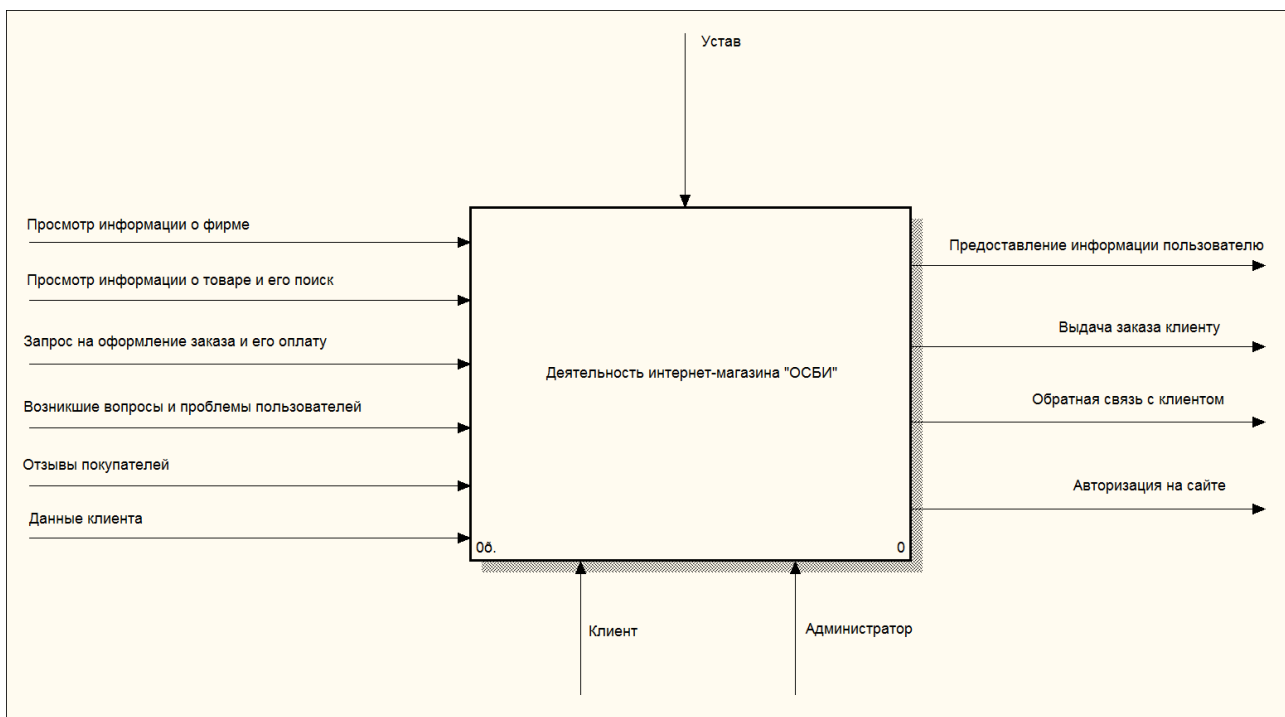 Устав
Просмотр информации о фирме
Просмотр информации о товаре и его поиск
Запрос на оформление заказа и его оплату
Возникшие вопросы и проблемы пользователей
Отзывы покупателей
Данные клиента
Деятельность интернет-магазина "ОСБИ"
0õ.
0
Предоставление информации пользователю
Выдача заказа клиенту
Обратная связь с клиентом
Авторизация на сайте
Клиент
Администратор